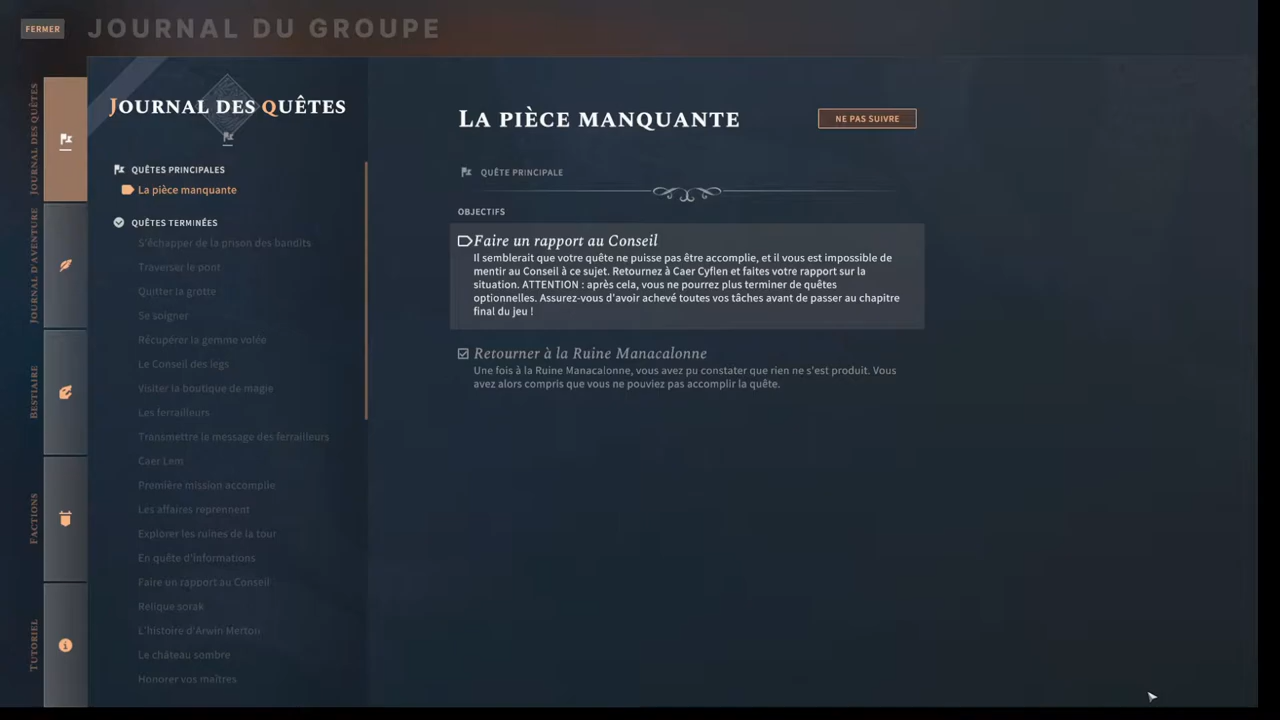 FERMER
JOURNAL DU GROUPE
JOURNAL DES QUÊTES
JOURNAL D'AVENTURE
BESTIAIRE
FACTIONS
TUTORIEL
JOURNAL DES QUÊTES
QUÊTES PRINCIPALES
La pièce manquante
QUÊTES TERMINÉES
S'échapper de la prison des bandits
Traverser le pont
Quitter la grotte
Se soigner
Récupérer la gemme volée
Le Conseil des legs
Visiter la boutique de magie
Les ferrailleurs
Transmettre le message des ferrailleurs
Caer Lem
Première mission accomplie
Les affaires reprennent
Explorer les ruines de la tour
En quête d'informations
Faire un rapport au Conseil
Relique sorak
L'histoire d'Arwin Merton
Le château sombre
Honorer vos maîtres
LA PIÈCE MANQUANTE
NE PAS SUIVRE
QUÊTE PRINCIPALE
OBJECTIFS
Faire un rapport au Conseil
Il semblerait que votre quête ne puisse pas être accomplie, et il vous est impossible de
mentir au Conseil à ce sujet. Retournez à Caer Cyflen et faites votre rapport sur la
situation. ATTENTION : après cela, vous ne pourrez plus terminer de quêtes
optionnelles. Assurez-vous d'avoir achevé toutes vos tâches avant de passer au chapitre
final du jeu !
Retourner à la Ruine Manacalonne
Une fois à la Ruine Manacalonne, vous avez pu constater que rien ne s'est produit. Vous
avez alors compris que vous ne pouviez pas accomplir la quête.